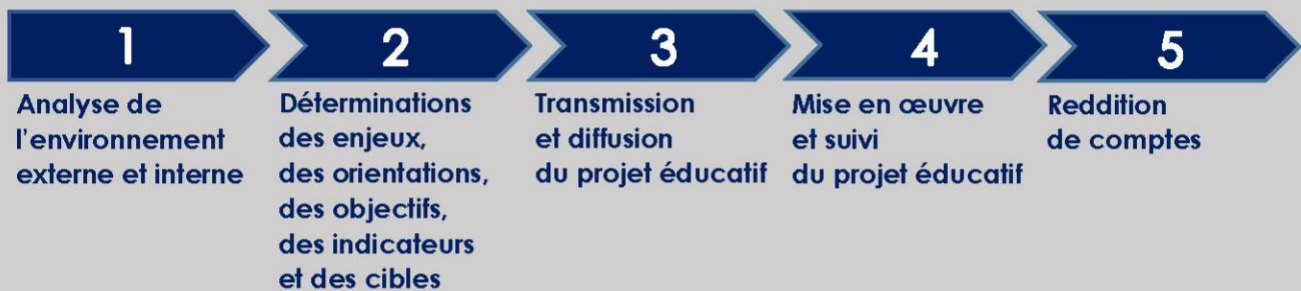 1
Analyse de
l'environnement
externe et interne
2
Déterminations
des enjeux,
des orientations,
des objectifs,
des indicateurs
et des cibles
3
Transmission
et diffusion
du projet éducatif
4
Mise en œuvre
et suivi
du projet éducatif
5
Reddition
de comptes